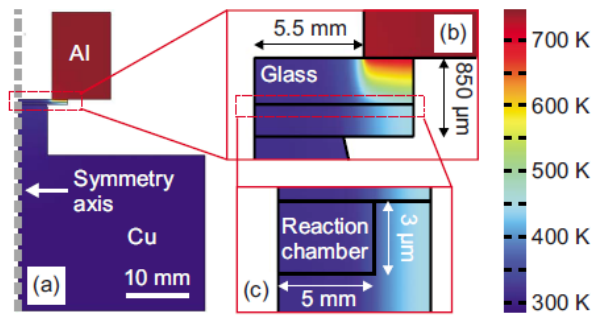 Al
Symmetry
axis
Cu
(a)
10 mm
5.5 mm
(b)
Glass
850 µm
Reaction
chamber
3 µm
(c)
5 mm
700 K
600 K
500 K
400 K
300 K